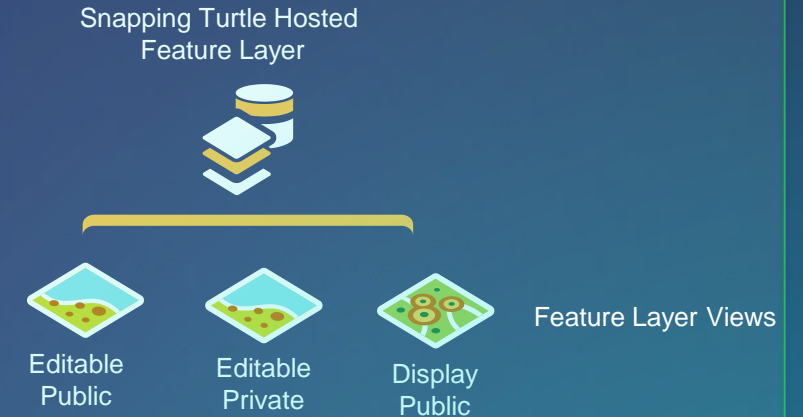 Snapping Turtle Hosted
Feature Layer
Feature Layer Views
Editable
Public
Editable
Private
Display
Public